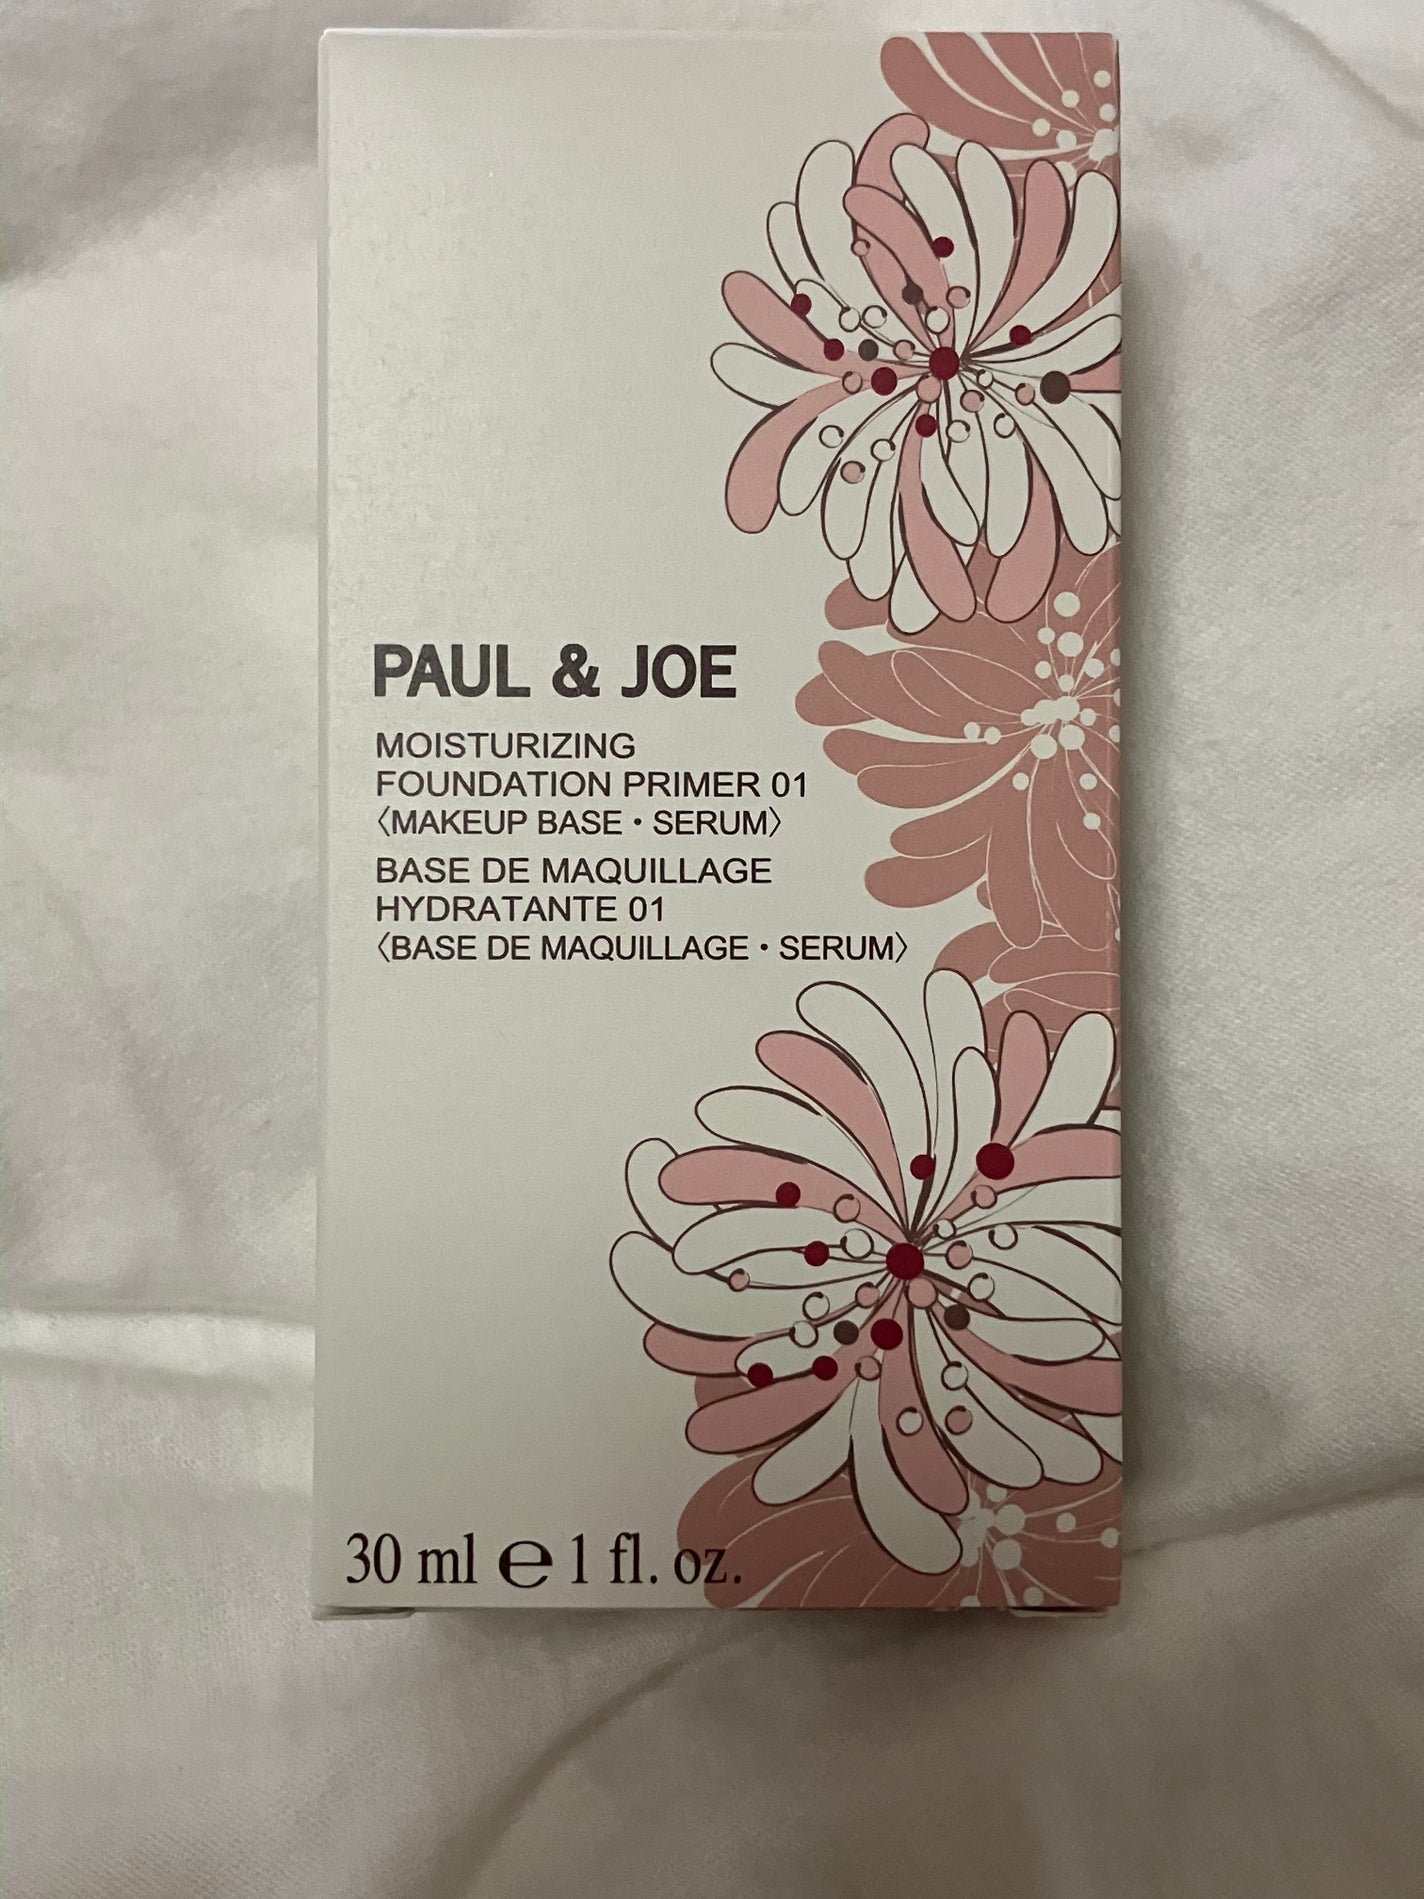 PAUL & JOE
MOISTURIZING
FOUNDATION PRIMER 01
〈MAKEUP BASE・SERUM〉
BASE DE MAQUILLAGE
HYDRATANTE 01
〈BASE DE MAQUILLAGE・SERUM〉
30 ml ℮ 1 fl. oz.